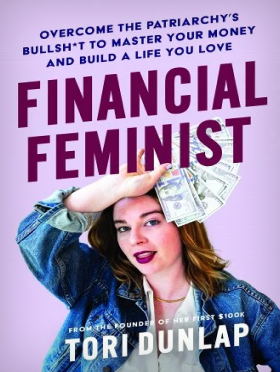 OVERCOME THE PATRIARCHY'S
BULLSH*T TO MASTER YOUR MONEY
AND BUILD A LIFE YOU LOVE
FINANCIAL
FEMINIST
FROM THE FOUNDER OF HER FIRST $100K
TORI DUNLAP